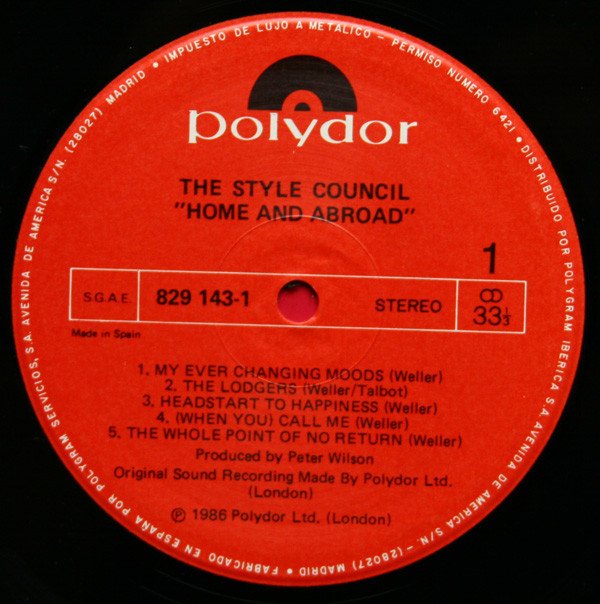 polydor
THE STYLE COUNCIL
"HOME AND ABROAD"
1
S.G.A.E. 829 143-1 STEREO 33⅓
Made in Spain
1. MY EVER CHANGING MOODS (Weller)
2. THE LODGERS (Weller/Talbot)
3. HEADSTART TO HAPPINESS (Weller)
4. (WHEN YOU) CALL ME (Weller)
5. THE WHOLE POINT OF NO RETURN (Weller)
Produced by Peter Wilson
Original Sound Recording Made By Polydor Ltd.
(London)
℗ 1986 Polydor Ltd. (London)
• FABRICADO EN ESPAÑA POR POLYGRAM SERVICIOS, S.A. AVENIDA DE AMERICA S/N. (28027) MADRID • IMPUESTO DE LUJO A METALICO - PERMISO NUMERO 6421 • DISTRIBUIDO POR POLYGRAM IBERICA S.A. AVENIDA DE AMERICA S/N. - (28027) MADRID